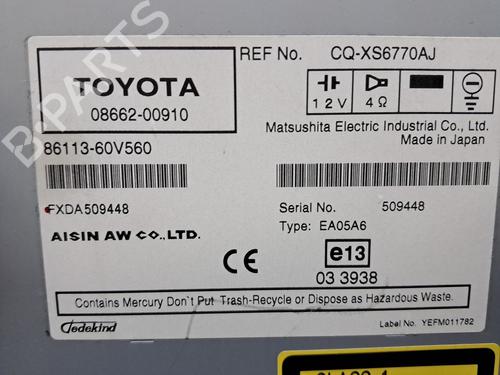 REF No. CQ-XS6770AJ
TOYOTA
08662-00910
12V 4Ω
Matsushita Electric Industrial Co., Ltd.
Made in Japan
86113-60V560
FXDA509448
Serial No. 509448
Type: EA05A6
AISIN AW CO., LTD.
CE
e13
03 3938
Contains Mercury Don`t Put Trash-Recycle or Dispose as Hazardous Waste.
Dedekind
Label No. YEFM011782
B-PARTS